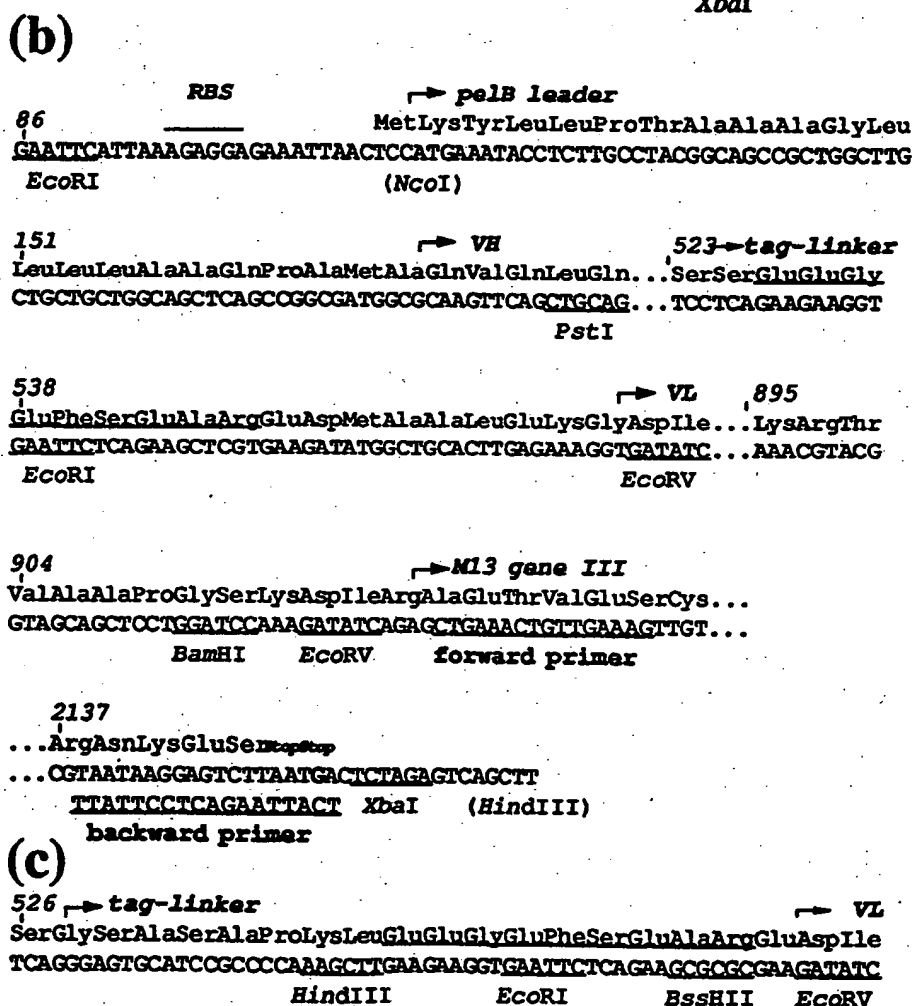 XbaI
(b)
RBS pelB leader
86 MetLysTyrLeuLeuProThrAlaAlaAlaGlyLeu
GAATTCATTAAAGAGGAGAAATTAACTCCATGAAATACCTCTTGCCTACGGCAGCCGCTGGCTTG
EcoRI (NcoI)
151 VH 523 tag-linker
LeuLeuLeuAlaAlaGlnProAlaMetAlaGlnValGlnLeuGln...SerSerGluGluGly
CTGCTGCTGGCAGCTCAGCCGGCGATGGCGCAAGTTCAGCTGCAG...TCCTCAGAAGAAGGT
PstI
538 VL 895
GluPheSerGluAlaArgGluAspMetAlaAlaLeuGluLysGlyAspIle...LysArgThr
GAATTCTCAGAAGCTCGTGAAGATATGGCTGCACTTGAGAAAGGTGATATC...AAACGTACG
EcoRI EcoRV
904 M13 gene III
ValAlaAlaProGlySerLysAspIleArgAlaGluThrValGluSerCys...
GTAGCAGCTCCTGGATCCAAAGATATCAGAGCTGAAACTGTTGAAAGTTGT...
BamHI EcoRV forward primer
2137
...ArgAsnLysGluSerStopStop
...CGTAATAAGGAGTCTTAATGACTCTAGAGTCAGCTT
TTATTCCTCAGAATTACT XbaI (HindIII)
backward primer
(c)
526 tag-linker VL
SerGlySerAlaSerAlaProLysLeuGluGluGlyGluPheSerGluAlaArgGluAspIle
TCAGGGAGTGCATCCGCCCCAAAGCTTGAAGAAGGTGAATTCTCAGAAGCGCGCGAAGATATC
HindIII EcoRI BssHII EcoRV